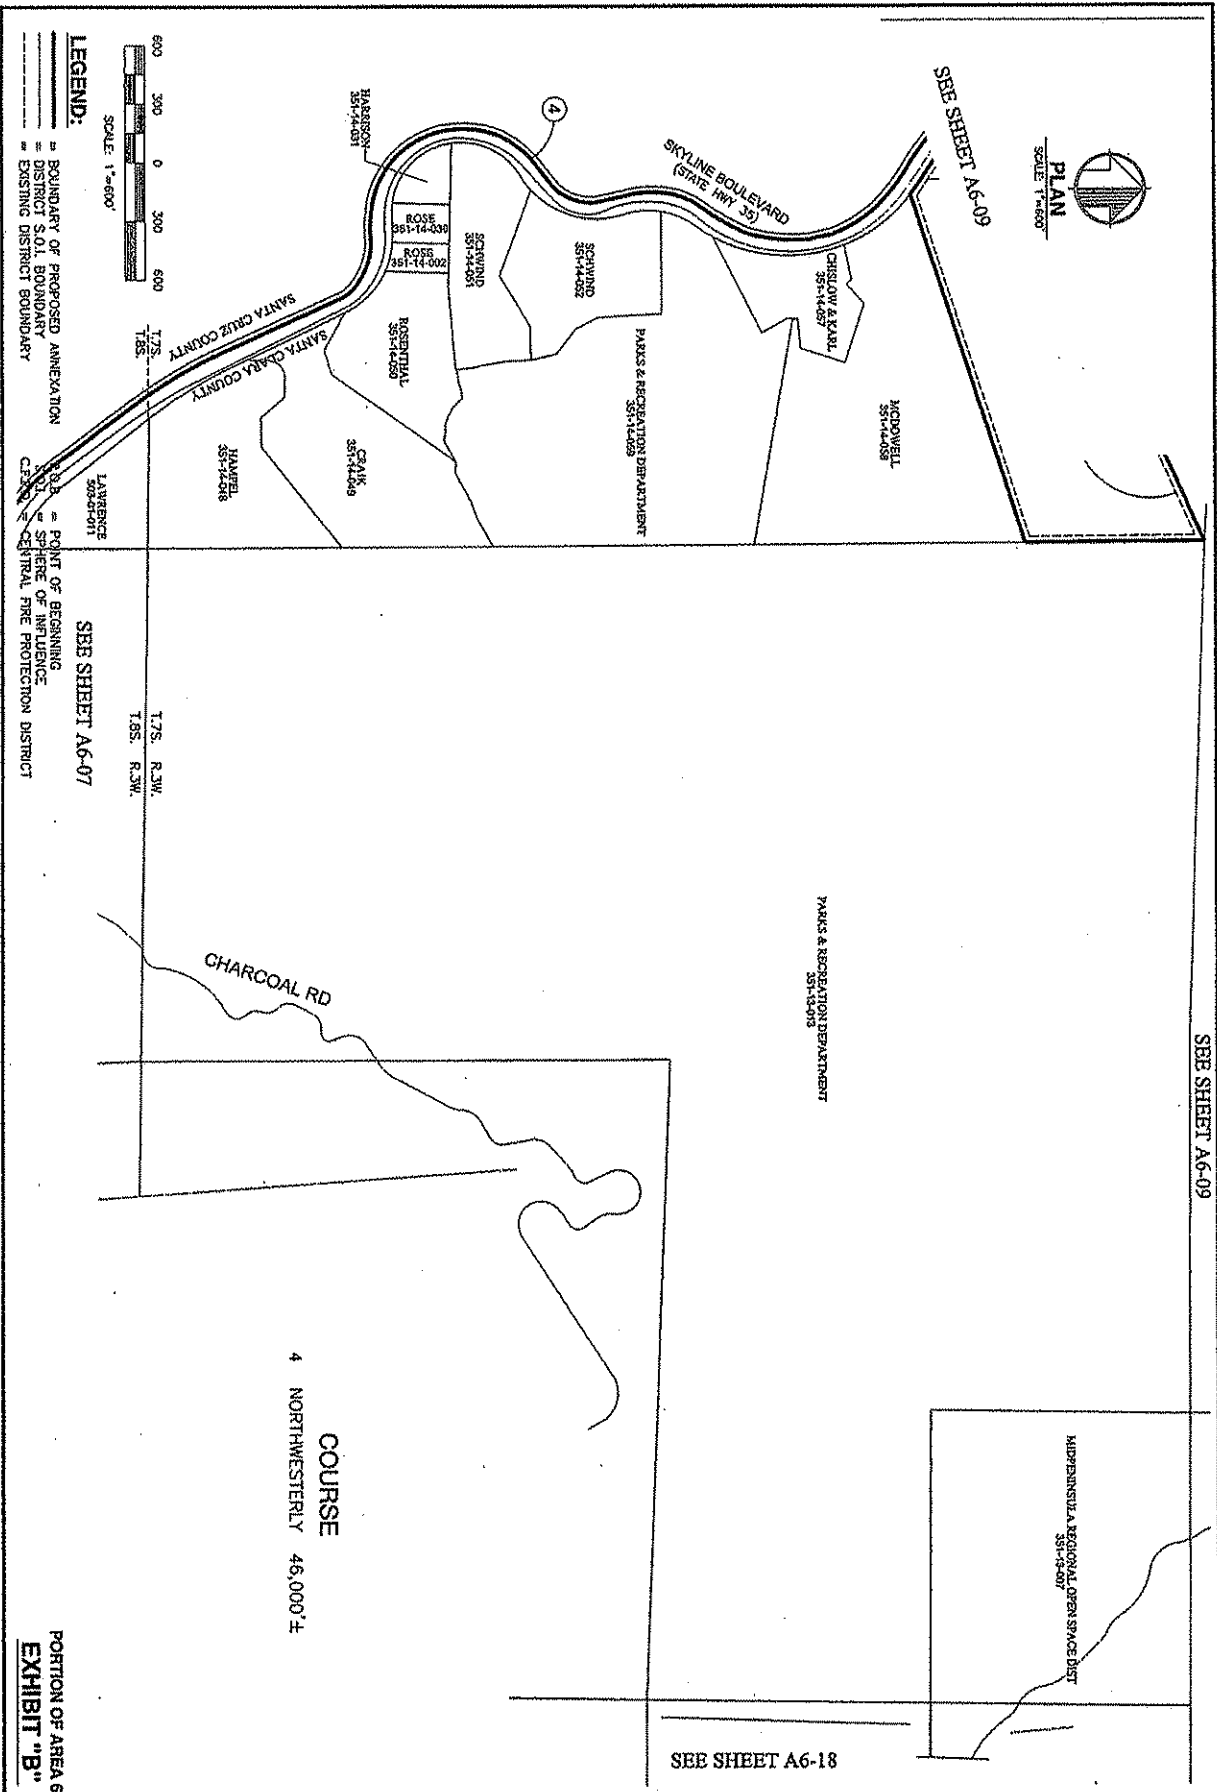 PLAN
SCALE: 1"=600'
SEE SHEET A6-09
SEE SHEET A6-09
SKYLINE BOULEVARD
(STATE HWY 35)
4
CHISLOW & KARL
351-14-057
MCDOWELL
351-14-058
SCHWIND
351-14-052
SCHWIND
351-14-051
PARKS & RECREATION DEPARTMENT
351-14-059
HARRISON
351-14-031
ROSE
351-14-030
ROSE
351-14-002
ROSENTHAL
351-14-050
CRAIK
351-14-049
HAMPEL
351-14-048
LAWRENCE
503-01-011
SANTA CRUZ COUNTY
SANTA CLARA COUNTY
T.7S.
T.8S.
T.7S. R.3W.
T.8S. R.3W.
PARKS & RECREATION DEPARTMENT
351-13-013
MIDPENINSULA REGIONAL OPEN SPACE DIST
351-13-007
CHARCOAL RD
SEE SHEET A6-07
SEE SHEET A6-18
COURSE
4 NORTHWESTERLY 46,000'±
600 300 0 300 600
SCALE: 1"=600'
LEGEND:
= BOUNDARY OF PROPOSED ANNEXATION
= DISTRICT S.O.I. BOUNDARY
= EXISTING DISTRICT BOUNDARY
P.O.B. = POINT OF BEGINNING
S.O.I. = SPHERE OF INFLUENCE
= CENTRAL FIRE PROTECTION DISTRICT
PORTION OF AREA 6
EXHIBIT "B"